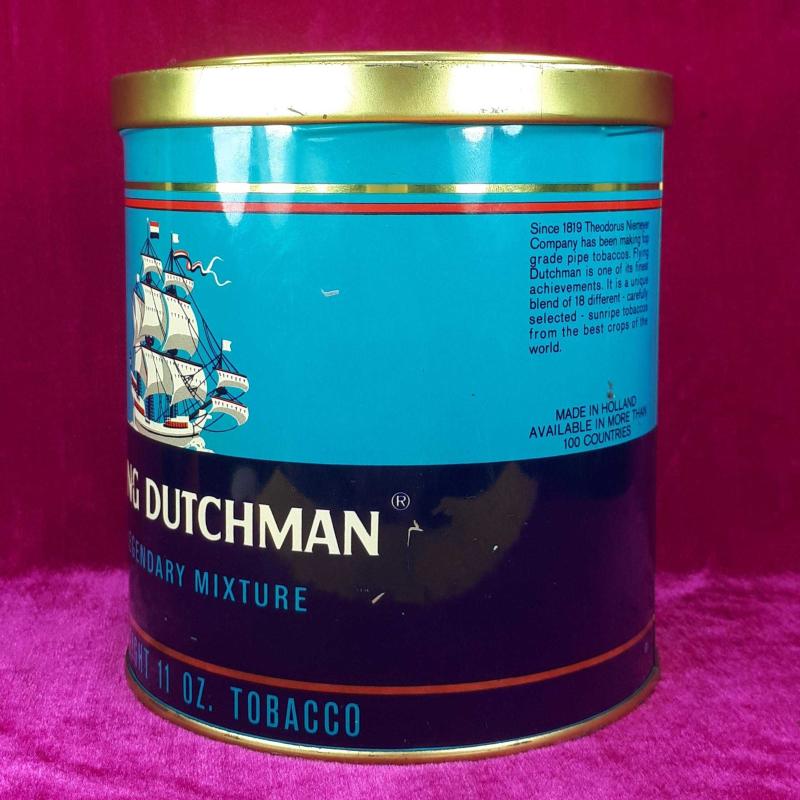 Since 1819 Theodorus Niemeyer
Company has been making top
grade pipe tobaccos. Flying
Dutchman is one of its finest
achievements. It is a unique
blend of 18 different - carefully
selected - sunripe tobaccos
from the best crops of the
world.
MADE IN HOLLAND
AVAILABLE IN MORE THAN
100 COUNTRIES
NG DUTCHMAN ®
GENDARY MIXTURE
GHT 11 OZ. TOBACCO